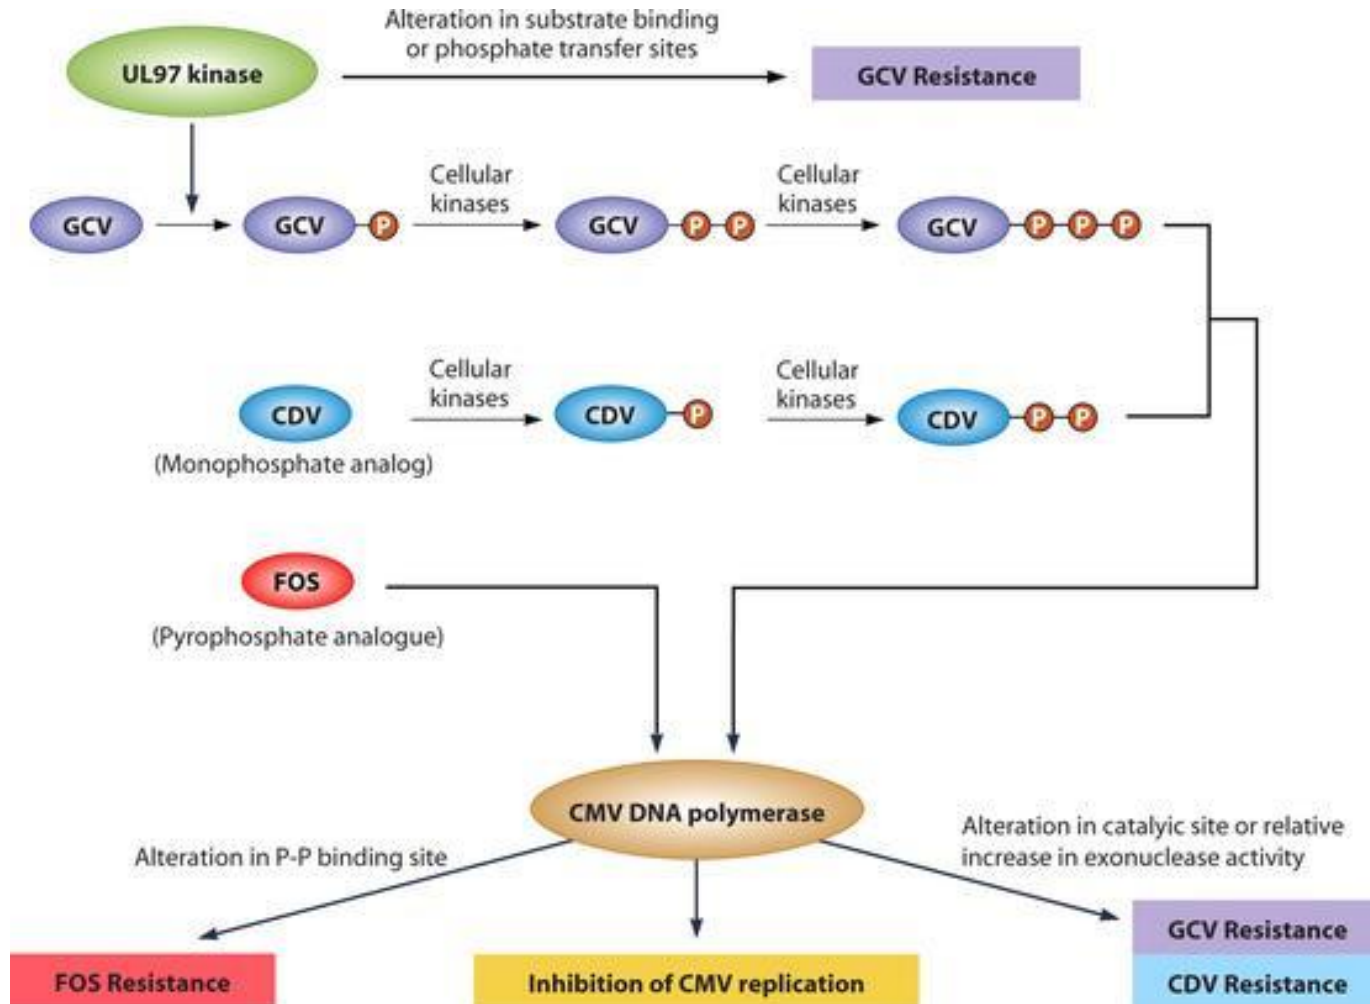 Alteration in substrate binding
or phosphate transfer sites
UL97 kinase
GCV Resistance
Cellular
kinases
Cellular
kinases
GCV
GCV
P
GCV
P P
GCV
P P P
Cellular
kinases
Cellular
kinases
CDV
CDV
P
CDV
P P
(Monophosphate analog)
FOS
(Pyrophosphate analogue)
CMV DNA polymerase
Alteration in P-P binding site
Alteration in catalyic site or relative
increase in exonuclease activity
FOS Resistance
Inhibition of CMV replication
GCV Resistance
CDV Resistance